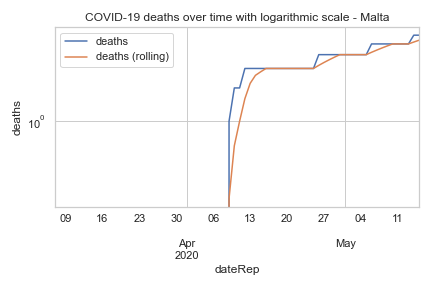 COVID-19 deaths over time with logarithmic scale - Malta
deaths
deaths (rolling)
deaths
10⁰
09 16 23 30 06 13 20 27 04 11
Apr May
2020
dateRep